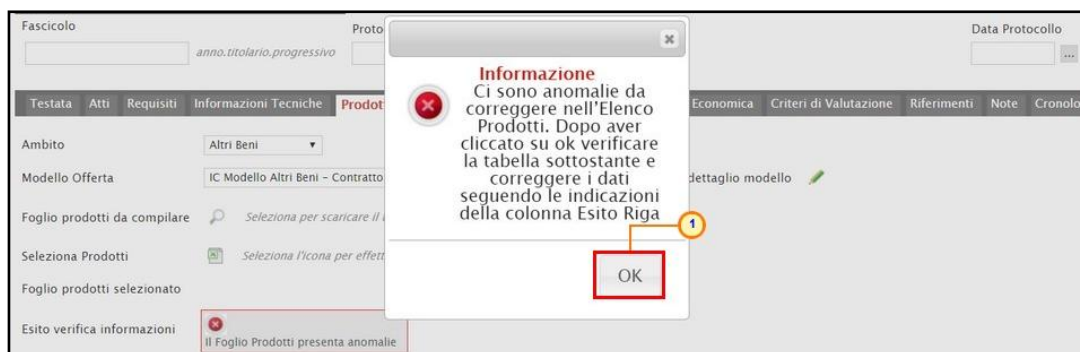 Fascicolo
Proto
Data Protocollo
anno.titolario.progressivo
...
Informazione
Ci sono anomalie da
correggere nell'Elenco
Prodotti. Dopo aver
cliccato su ok verificare
la tabella sottostante e
correggere i dati
seguendo le indicazioni
della colonna Esito Riga
1
OK
Testata Atti Requisiti Informazioni Tecniche Prodot Economica Criteri di Valutazione Riferimenti Note Cronolo
Ambito Altri Beni
Modello Offerta IC Modello Altri Beni - Contratto dettaglio modello
Foglio prodotti da compilare Seleziona per scaricare il
Seleziona Prodotti Seleziona l'icona per effett
Foglio prodotti selezionato
Esito verifica informazioni
Il Foglio Prodotti presenta anomalie